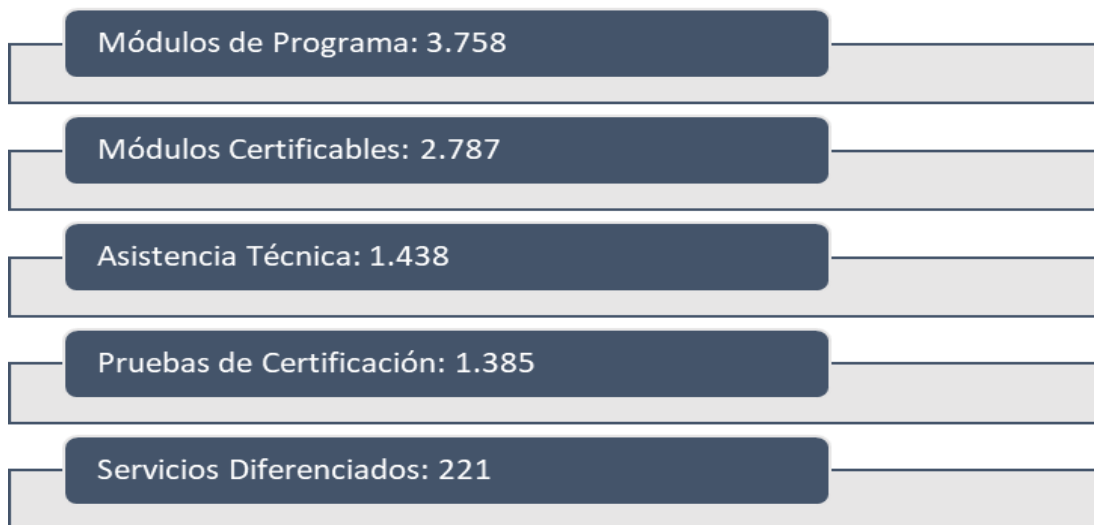 Módulos de Programa: 3.758
Módulos Certificables: 2.787
Asistencia Técnica: 1.438
Pruebas de Certificación: 1.385
Servicios Diferenciados: 221